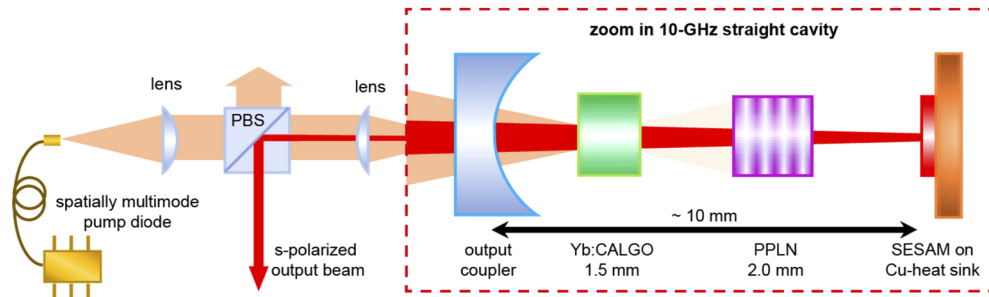 zoom in 10-GHz straight cavity
lens
lens
PBS
spatially multimode
pump diode
s-polarized
output beam
~ 10 mm
output
coupler
Yb:CALGO
1.5 mm
PPLN
2.0 mm
SESAM on
Cu-heat sink